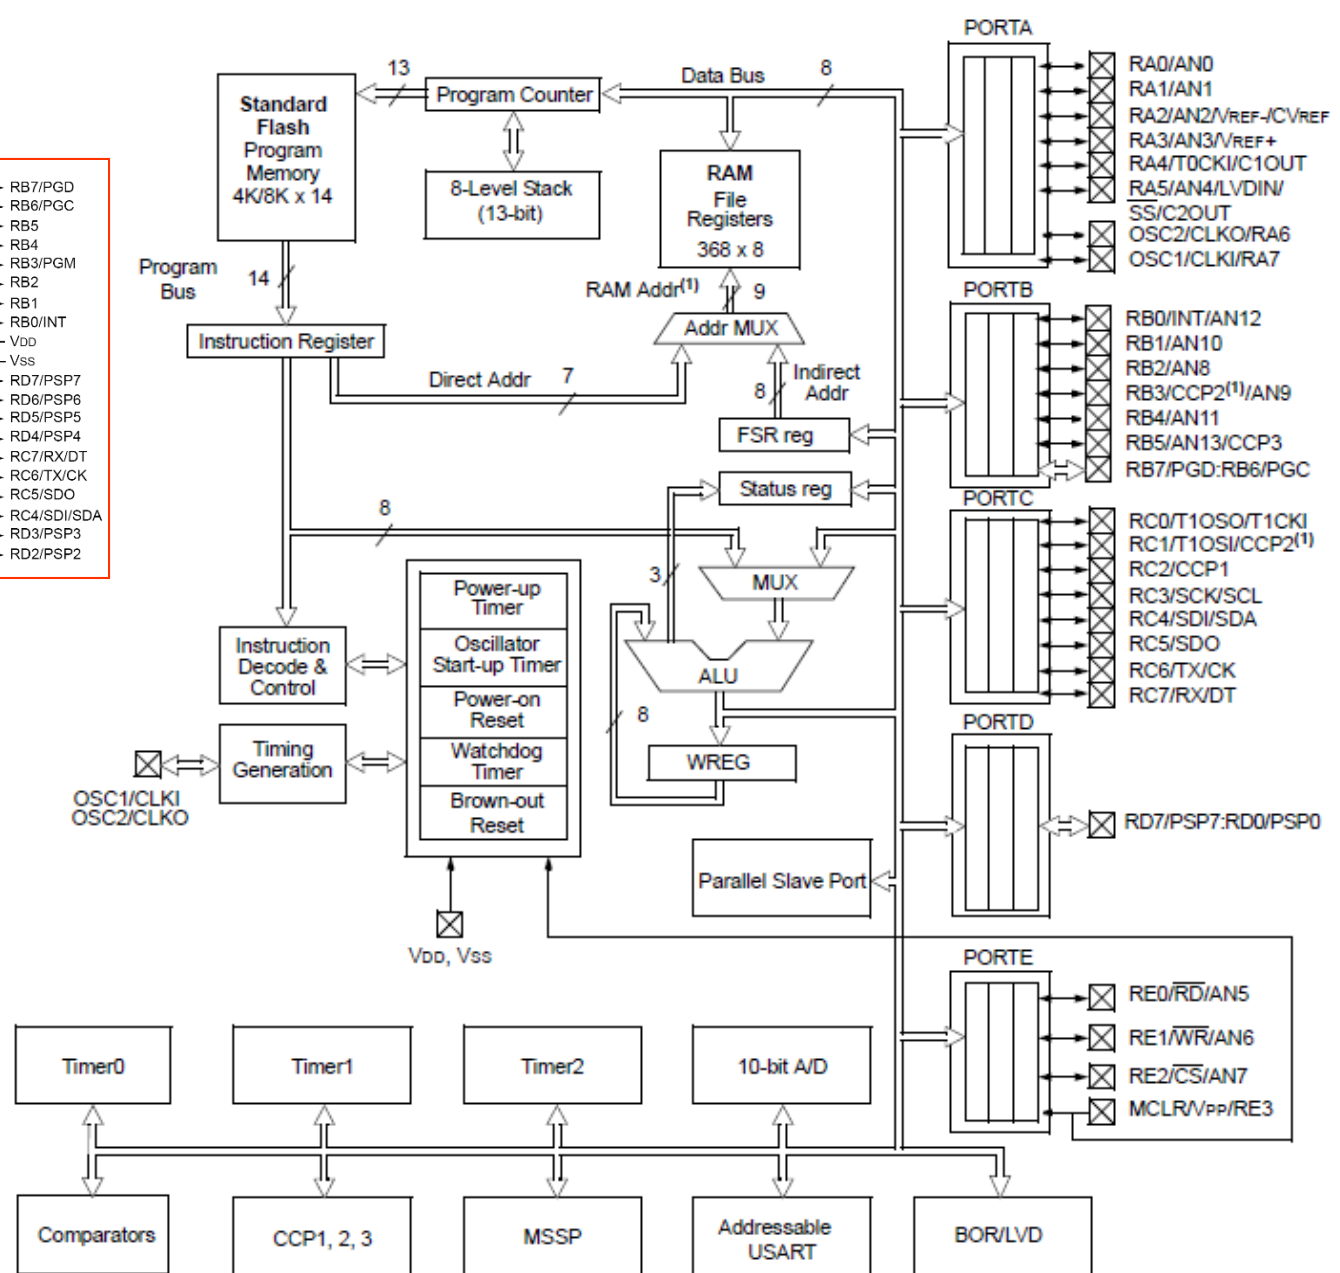 PORTA
13
Data Bus
8
Program Counter
Standard
Flash
Program
Memory
4K/8K x 14
8-Level Stack
(13-bit)
RAM
File
Registers
368 x 8
RA0/AN0
RA1/AN1
RA2/AN2/VREF-/CVREF
RA3/AN3/VREF+
RA4/T0CKI/C1OUT
RA5/AN4/LVDIN/
SS/C2OUT
OSC2/CLKO/RA6
OSC1/CLKI/RA7
RB7/PGD
RB6/PGC
RB5
RB4
RB3/PGM
RB2
RB1
RB0/INT
VDD
VSS
RD7/PSP7
RD6/PSP6
RD5/PSP5
RD4/PSP4
RC7/RX/DT
RC6/TX/CK
RC5/SDO
RC4/SDI/SDA
RD3/PSP3
RD2/PSP2
Program
Bus
14
RAM Addr(1)
9
Addr MUX
Instruction Register
Direct Addr
7
8
Indirect
Addr
FSR reg
Status reg
PORTB
RB0/INT/AN12
RB1/AN10
RB2/AN8
RB3/CCP2(1)/AN9
RB4/AN11
RB5/AN13/CCP3
RB7/PGD:RB6/PGC
PORTC
RC0/T1OSO/T1CKI
RC1/T1OSI/CCP2(1)
RC2/CCP1
RC3/SCK/SCL
RC4/SDI/SDA
RC5/SDO
RC6/TX/CK
RC7/RX/DT
8
3
MUX
ALU
8
WREG
Power-up
Timer
Oscillator
Start-up Timer
Power-on
Reset
Watchdog
Timer
Brown-out
Reset
Instruction
Decode &
Control
Timing
Generation
OSC1/CLKI
OSC2/CLKO
VDD, VSS
Parallel Slave Port
PORTD
RD7/PSP7:RD0/PSP0
PORTE
RE0/RD/AN5
RE1/WR/AN6
RE2/CS/AN7
MCLR/VPP/RE3
Timer0
Timer1
Timer2
10-bit A/D
Comparators
CCP1, 2, 3
MSSP
Addressable
USART
BOR/LVD